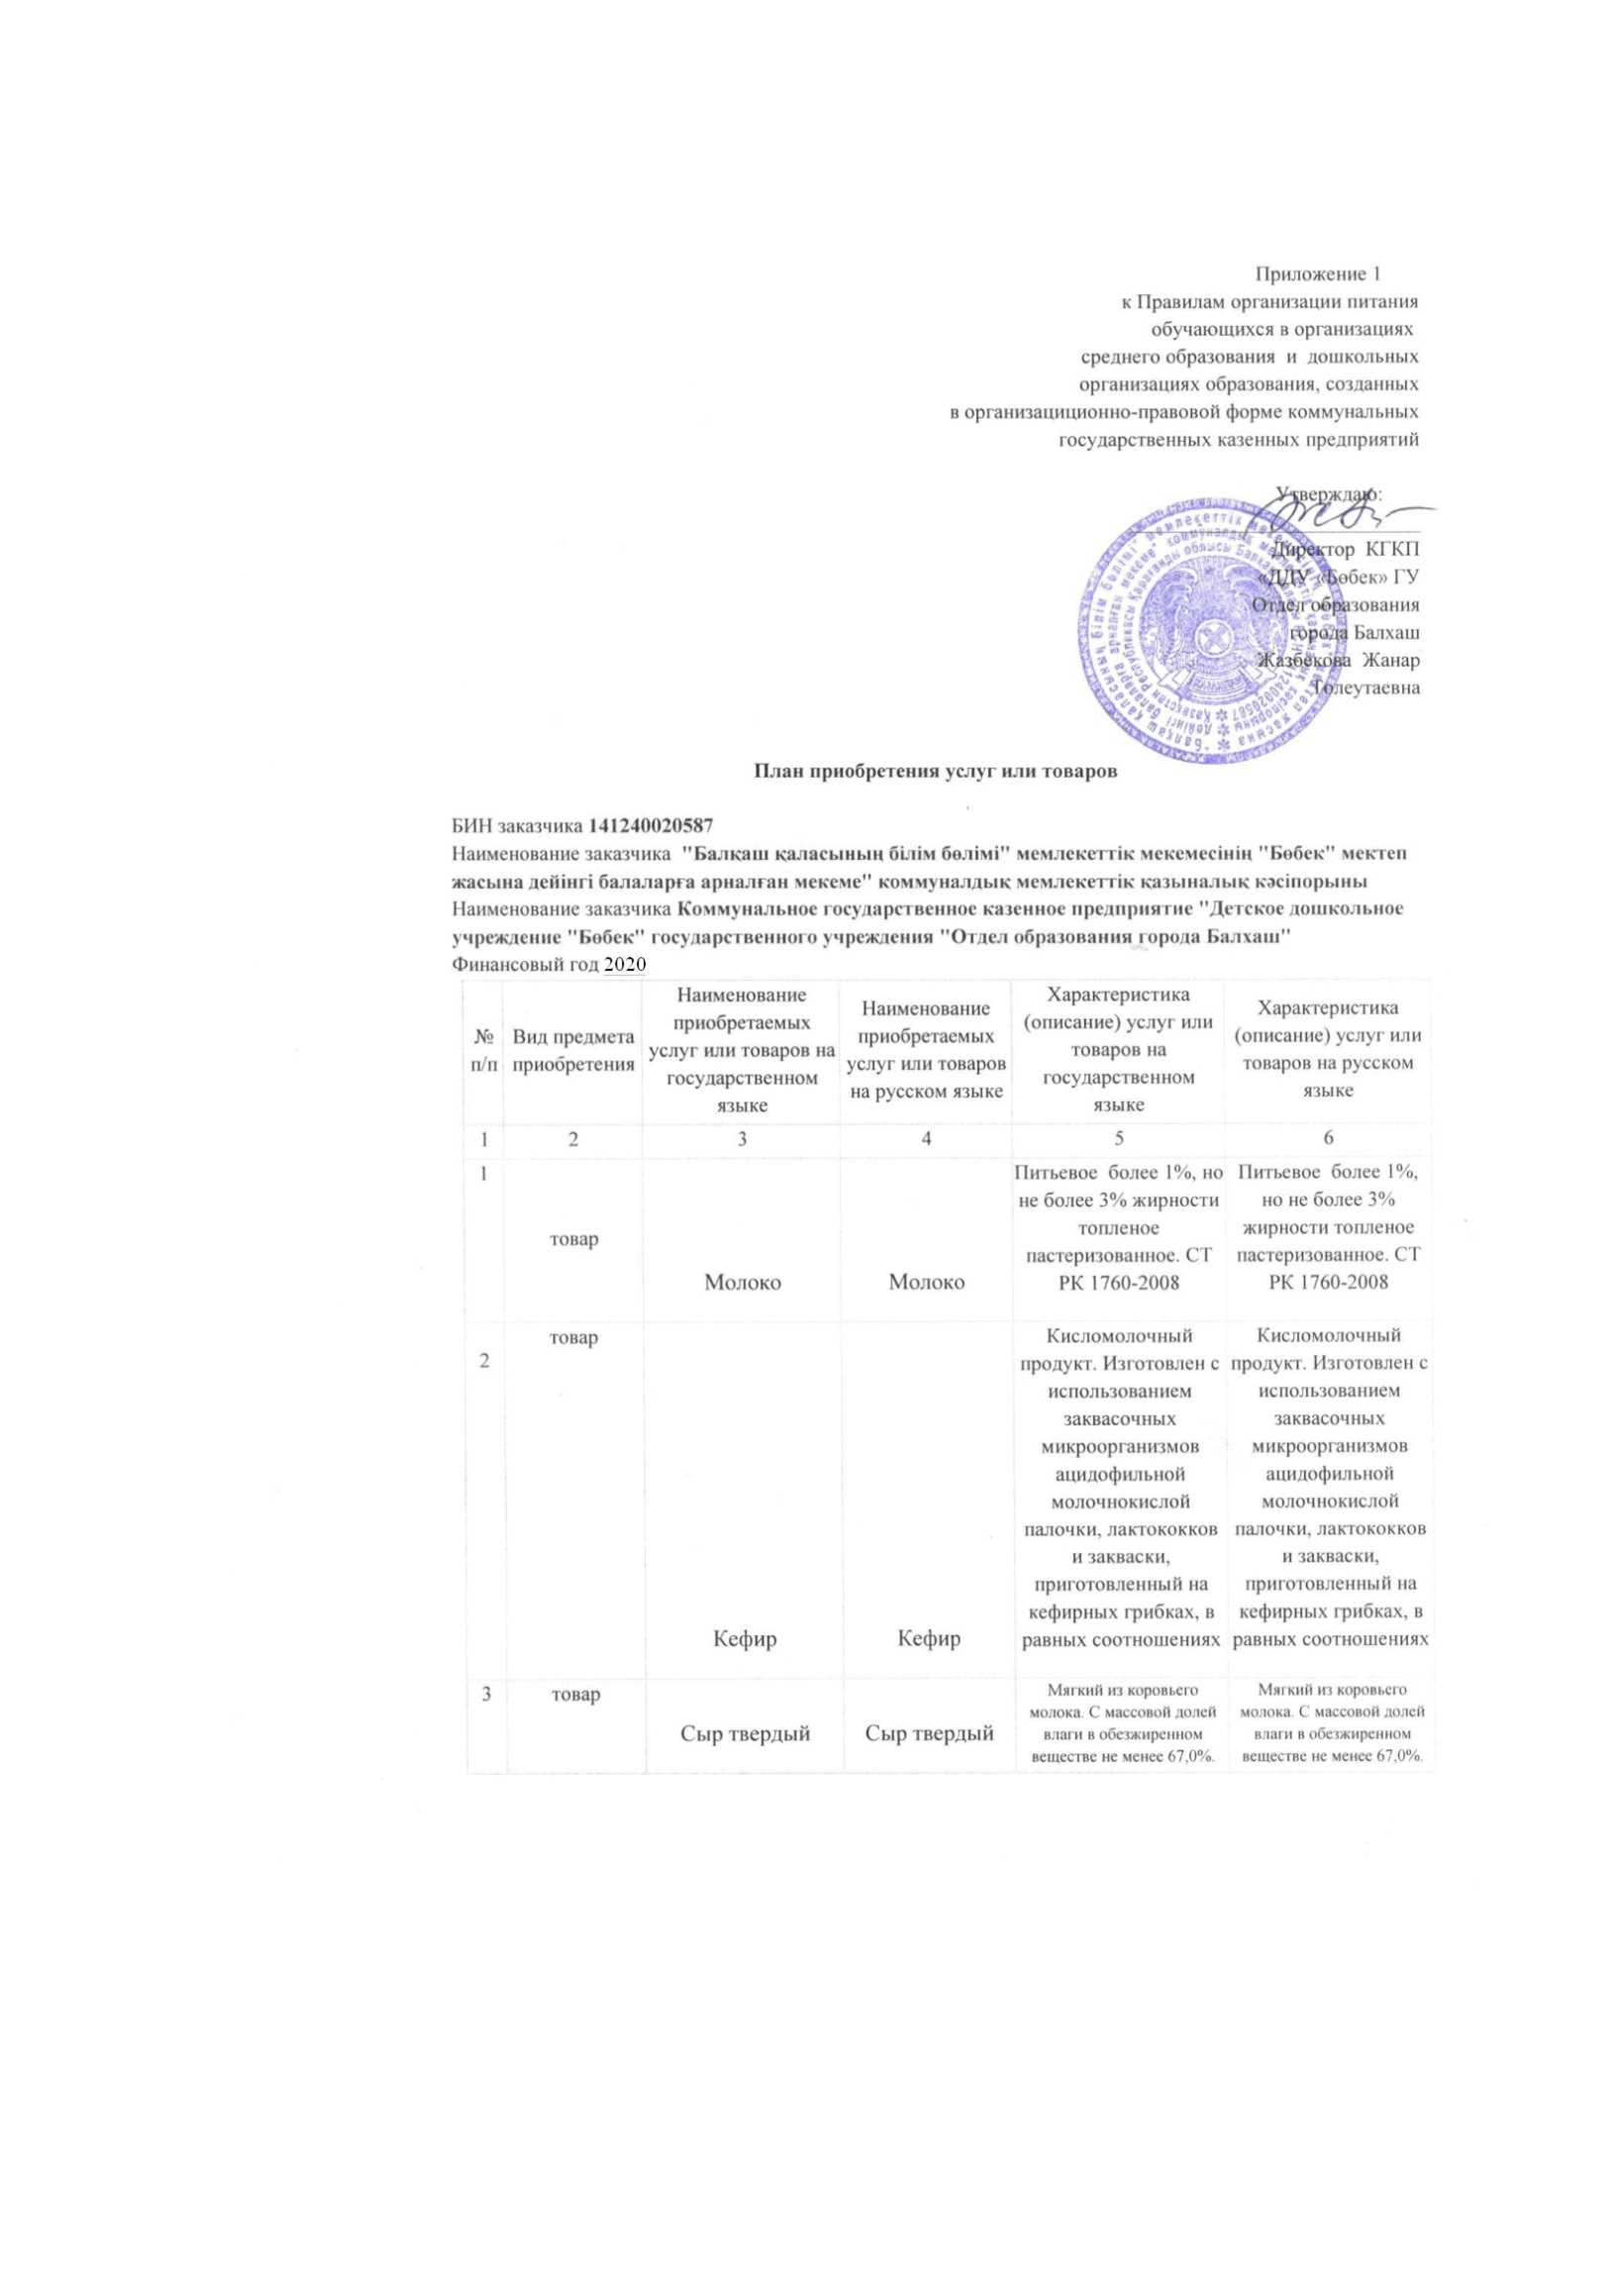 Приложение 1
к Правилам организации питания
обучающихся в организациях
среднего образования и дошкольных
организациях образования, созданных
в организациционно-правовой форме коммунальных
государственных казенных предприятий
Утверждаю:
Директор КГКП
«ДДУ «Бөбек» ГУ
Отдел образования
города Балхаш
Жазбекова Жанар
Толеутаевна
План приобретения услуг или товаров
БИН заказчика 141240020587
Наименование заказчика "Балқаш қаласының білім бөлімі" мемлекеттік мекемесінің "Бөбек" мектеп
жасына дейінгі балаларға арналған мекеме" коммуналдық мемлекеттік қазыналық кәсіпорыны
Наименование заказчика Коммунальное государственное казенное предприятие "Детское дошкольное
учреждение "Бөбек" государственного учреждения "Отдел образования города Балхаш"
Финансовый год 2020
№
п/п
Вид предмета
приобретения
Наименование
приобретаемых
услуг или товаров на
государственном
языке
Наименование
приобретаемых
услуг или товаров
на русском языке
Характеристика
(описание) услуг или
товаров на
государственном
языке
Характеристика
(описание) услуг или
товаров на русском
языке
1 2 3 4 5 6
1
товар
Молоко
Молоко
Питьевое более 1%, но
не более 3% жирности
топленое
пастеризованное. СТ
РК 1760-2008
Питьевое более 1%,
но не более 3%
жирности топленое
пастеризованное. СТ
РК 1760-2008
2
товар
Кефир
Кефир
Кисломолочный
продукт. Изготовлен с
использованием
заквасочных
микроорганизмов
ацидофильной
молочнокислой
палочки, лактококков
и закваски,
приготовленный на
кефирных грибках, в
равных соотношениях
Кисломолочный
продукт. Изготовлен с
использованием
заквасочных
микроорганизмов
ацидофильной
молочнокислой
палочки, лактококков
и закваски,
приготовленный на
кефирных грибках, в
равных соотношениях
3
товар
Сыр твердый
Сыр твердый
Мягкий из коровьего
молока. С массовой долей
влаги в обезжиренном
веществе не менее 67,0%.
Мягкий из коровьего
молока. С массовой долей
влаги в обезжиренном
веществе не менее 67,0%.